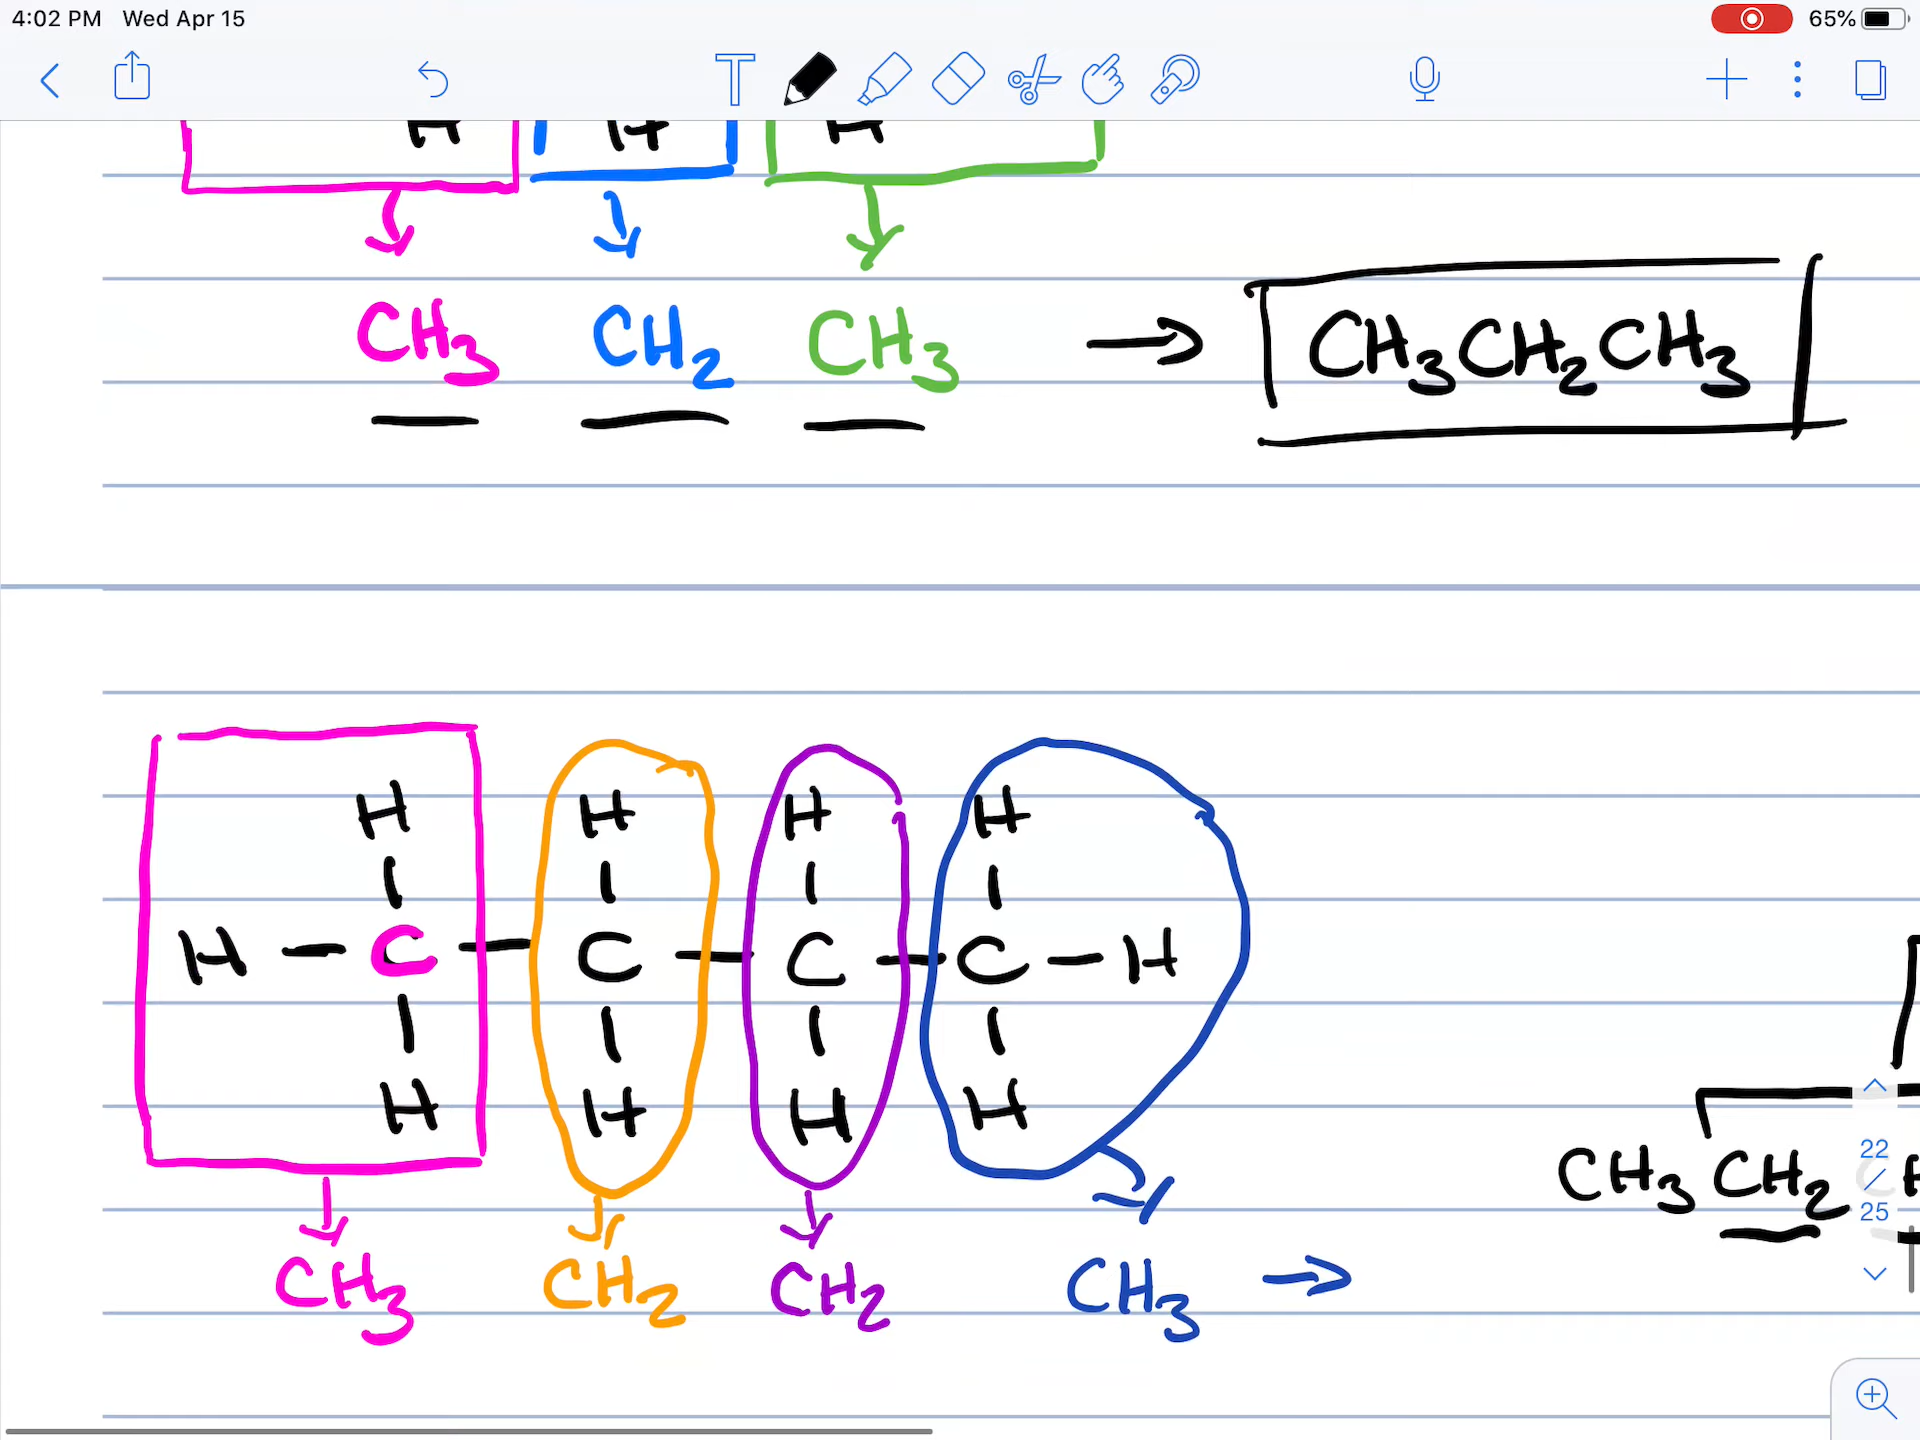 4:02 PM Wed Apr 15 65%
T
H H H
CH3 CH2 CH3 → CH3CH2CH3
H H H H
H - C - C - C - C - H
H H H H
CH3 CH2
22
25
CH3 CH2 CH2 CH3 →